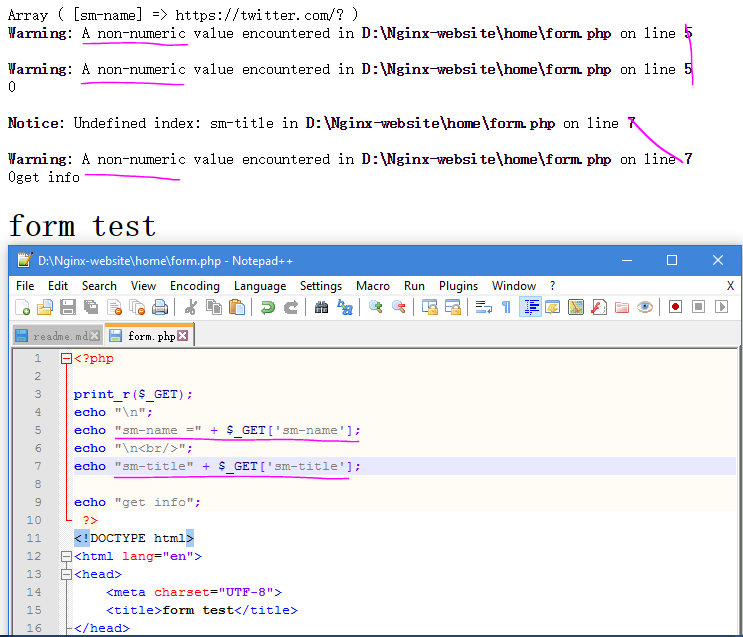 Array ( [sm-name] => https://twitter.com/? )
Warning: A non-numeric value encountered in D:\Nginx-website\home\form.php on line 5
Warning: A non-numeric value encountered in D:\Nginx-website\home\form.php on line 5
0
Notice: Undefined index: sm-title in D:\Nginx-website\home\form.php on line 7
Warning: A non-numeric value encountered in D:\Nginx-website\home\form.php on line 7
0get info
form test
D:\Nginx-website\home\form.php - Notepad++
File Edit Search View Encoding Language Settings Macro Run Plugins Window ? X
readme.md form.php
1 <?php
2
3 print_r($_GET);
4 echo "\n";
5 echo "sm-name =" + $_GET['sm-name'];
6 echo "\n<br/>";
7 echo "sm-title" + $_GET['sm-title'];
8
9 echo "get info";
10 ?>
11 <!DOCTYPE html>
12 <html lang="en">
13 <head>
14 <meta charset="UTF-8">
15 <title>form test</title>
16 </head>